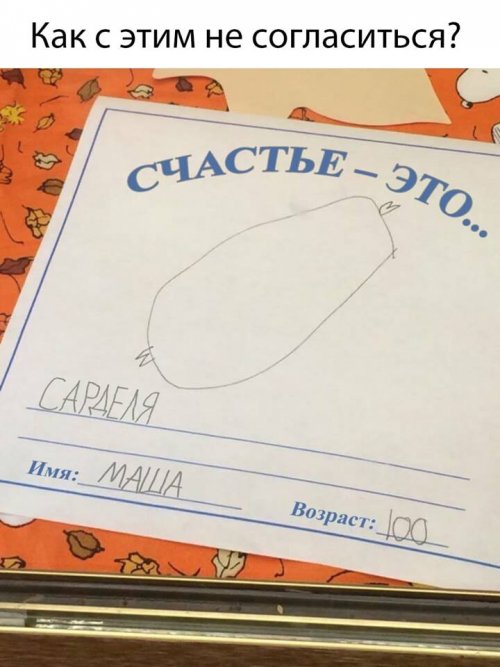 Как с этим не согласиться?
СЧАСТЬЕ – ЭТО...
САРДЕЛЯ
Имя: МАША
Возраст: 100